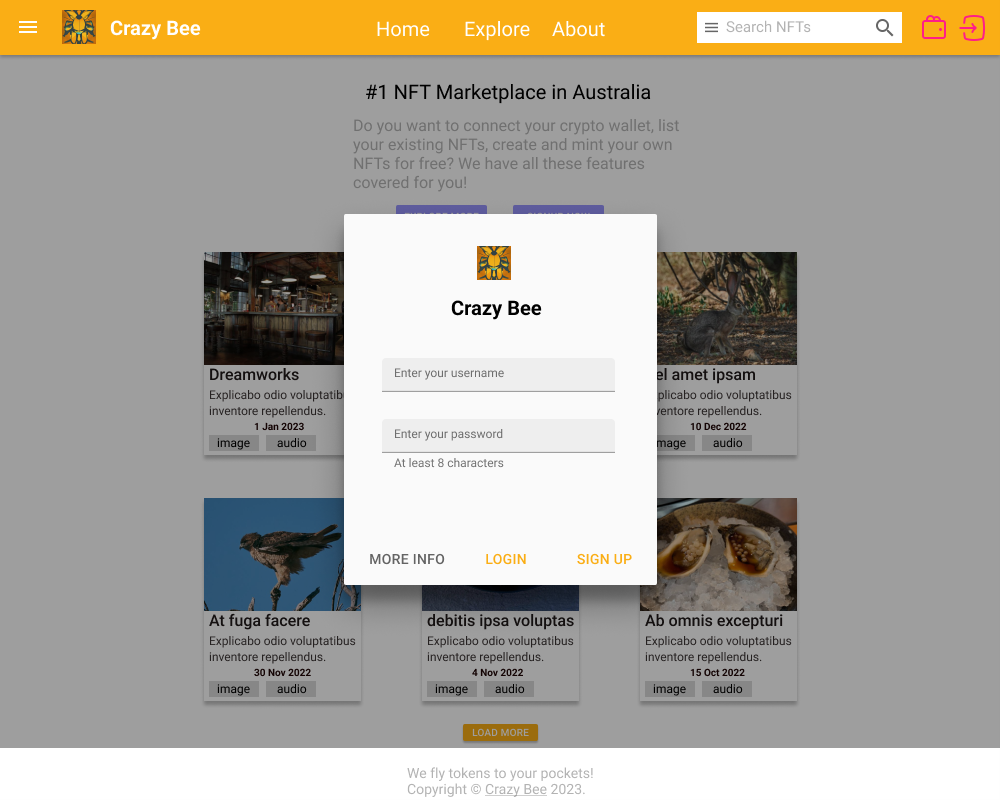 Crazy Bee
Home Explore About
Search NFTs
#1 NFT Marketplace in Australia
Do you want to connect your crypto wallet, list
your existing NFTs, create and mint your own
NFTs for free? We have all these features
covered for you!
Crazy Bee
Enter your username
Enter your password
At least 8 characters
MORE INFO LOGIN SIGN UP
Dreamworks
Explicabo odio voluptatib
inventore repellendus.
1 Jan 2023
image audio
el amet ipsam
plicabo odio voluptatibus
ventore repellendus.
10 Dec 2022
mage audio
At fuga facere
Explicabo odio voluptatibus
inventore repellendus.
30 Nov 2022
image audio
debitis ipsa voluptas
Explicabo odio voluptatibus
inventore repellendus.
4 Nov 2022
image audio
Ab omnis excepturi
Explicabo odio voluptatibus
inventore repellendus.
15 Oct 2022
image audio
LOAD MORE
We fly tokens to your pockets!
Copyright © Crazy Bee 2023.